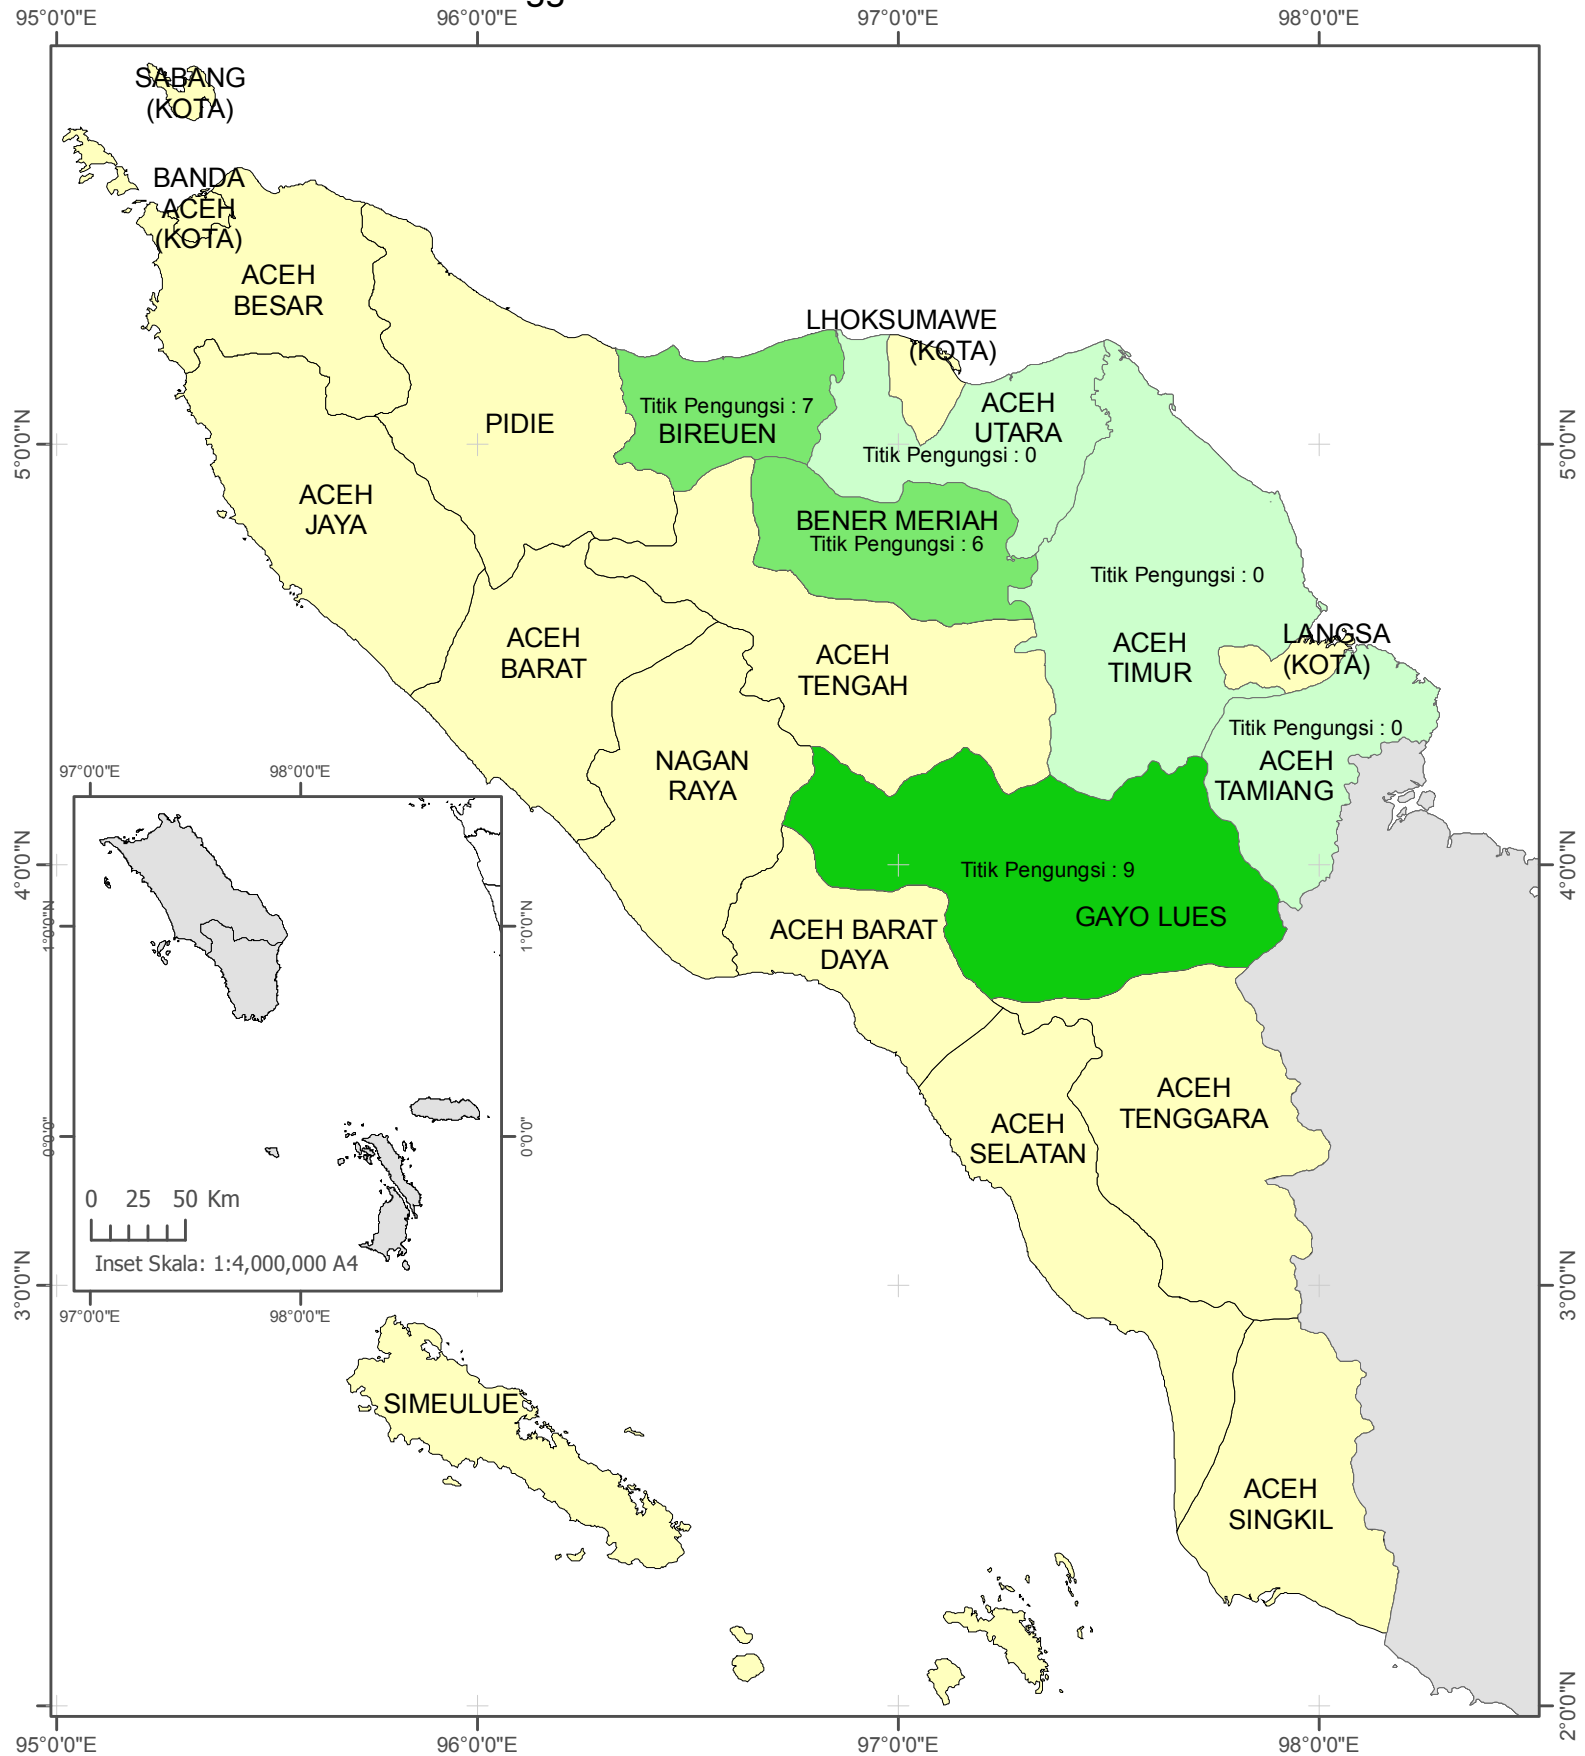 95°0'0"E
96°0'0"E
97°0'0"E
98°0'0"E
SABANG
(KOTA)
BANDA
ACEH
(KOTA)
ACEH
BESAR
LHOKSUMAWE
(KOTA)
PIDIE
Titik Pengungsi : 7
BIREUEN
ACEH
UTARA
Titik Pengungsi : 0
5°0'0"N
5°0'0"N
ACEH
JAYA
BENER MERIAH
Titik Pengungsi : 6
Titik Pengungsi : 0
ACEH
BARAT
ACEH
TENGAH
ACEH
TIMUR
LANGSA
(KOTA)
Titik Pengungsi : 0
ACEH
TAMIANG
NAGAN
RAYA
97°0'0"E
98°0'0"E
4°0'0"N
4°0'0"N
Titik Pengungsi : 9
GAYO LUES
ACEH BARAT
DAYA
1°0'0"N
1°0'0"N
ACEH
TENGGARA
ACEH
SELATAN
0°0'0"
0°0'0"
0 25 50 Km
Inset Skala: 1:4,000,000 A4
3°0'0"N
3°0'0"N
97°0'0"E
98°0'0"E
SIMEULUE
ACEH
SINGKIL
2°0'0"N
95°0'0"E
96°0'0"E
97°0'0"E
98°0'0"E